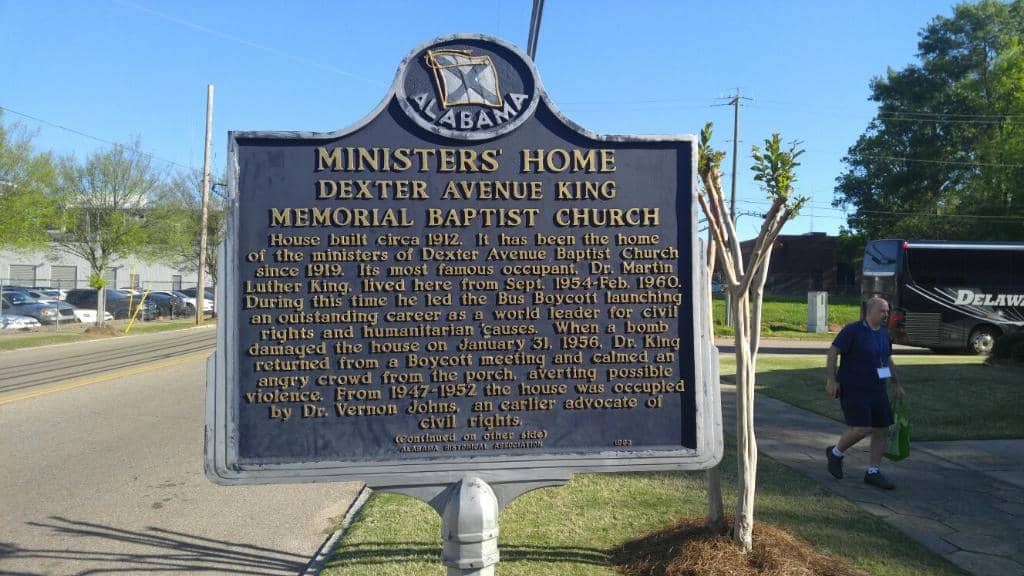 ALABAMA
MINISTERS' HOME
DEXTER AVENUE KING
MEMORIAL BAPTIST CHURCH
House built circa 1912. It has been the home
of the ministers of Dexter Avenue Baptist Church
since 1919. Its most famous occupant, Dr. Martin
Luther King, lived here from Sept. 1954-Feb. 1960.
During this time he led the Bus Boycott launching
an outstanding career as a world leader for civil
rights and humanitarian causes. When a bomb
damaged the house on January 31, 1956, Dr. King
returned from a Boycott meeting and calmed an
angry crowd from the porch, averting possible
violence. From 1947-1952 the house was occupied
by Dr. Vernon Johns, an earlier advocate of
civil rights.
(Continued on other side)
ALABAMA HISTORICAL ASSOCIATION
DELAWA